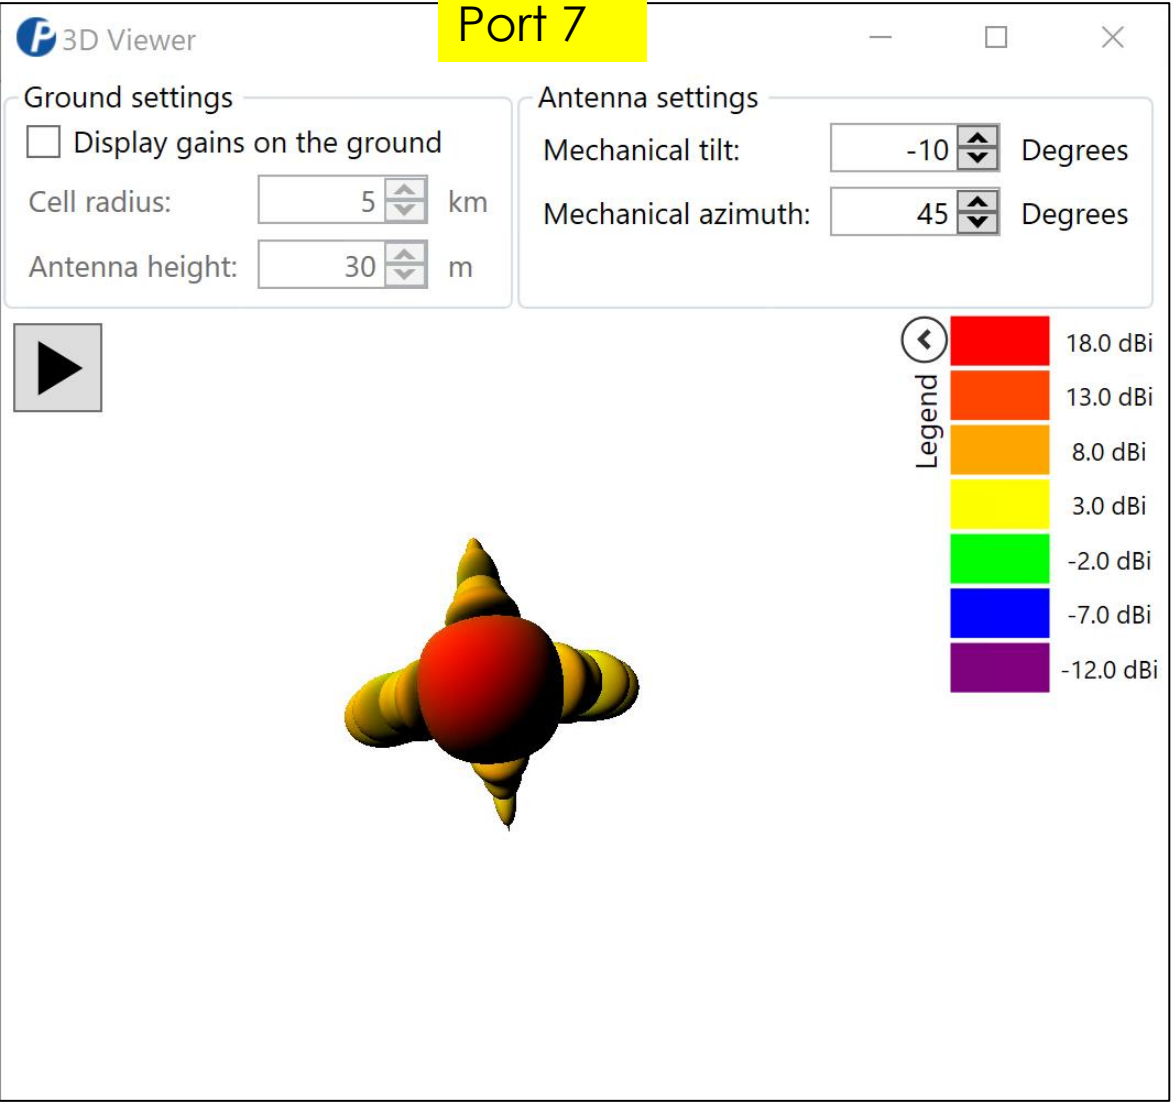 Port 7
3D Viewer
Ground settings
Display gains on the ground
Cell radius: 5 km
Antenna height: 30 m
Antenna settings
Mechanical tilt: -10 Degrees
Mechanical azimuth: 45 Degrees
Legend
18.0 dBi
13.0 dBi
8.0 dBi
3.0 dBi
-2.0 dBi
-7.0 dBi
-12.0 dBi